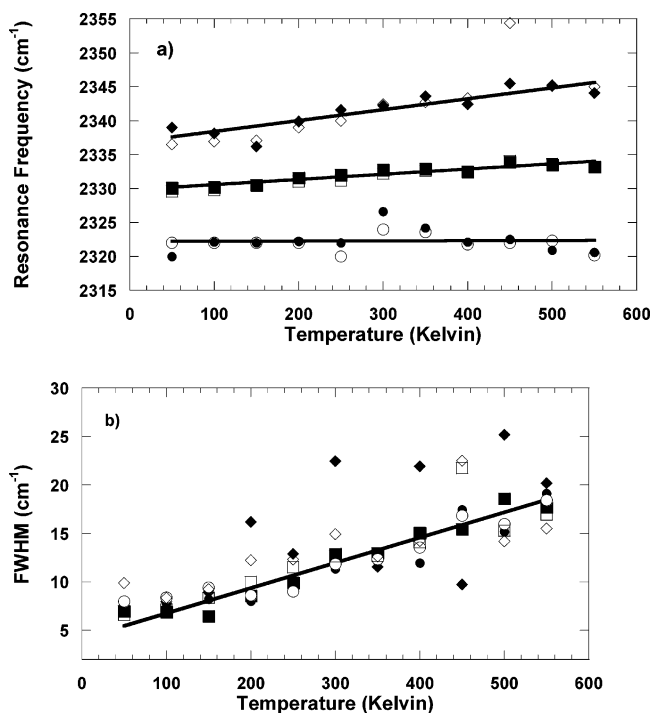 a)
Resonance Frequency (cm⁻¹)
2355
2350
2345
2340
2335
2330
2325
2320
2315
0 100 200 300 400 500 600
Temperature (Kelvin)
b)
FWHM (cm⁻¹)
30
25
20
15
10
5
0 100 200 300 400 500 600
Temperature (Kelvin)